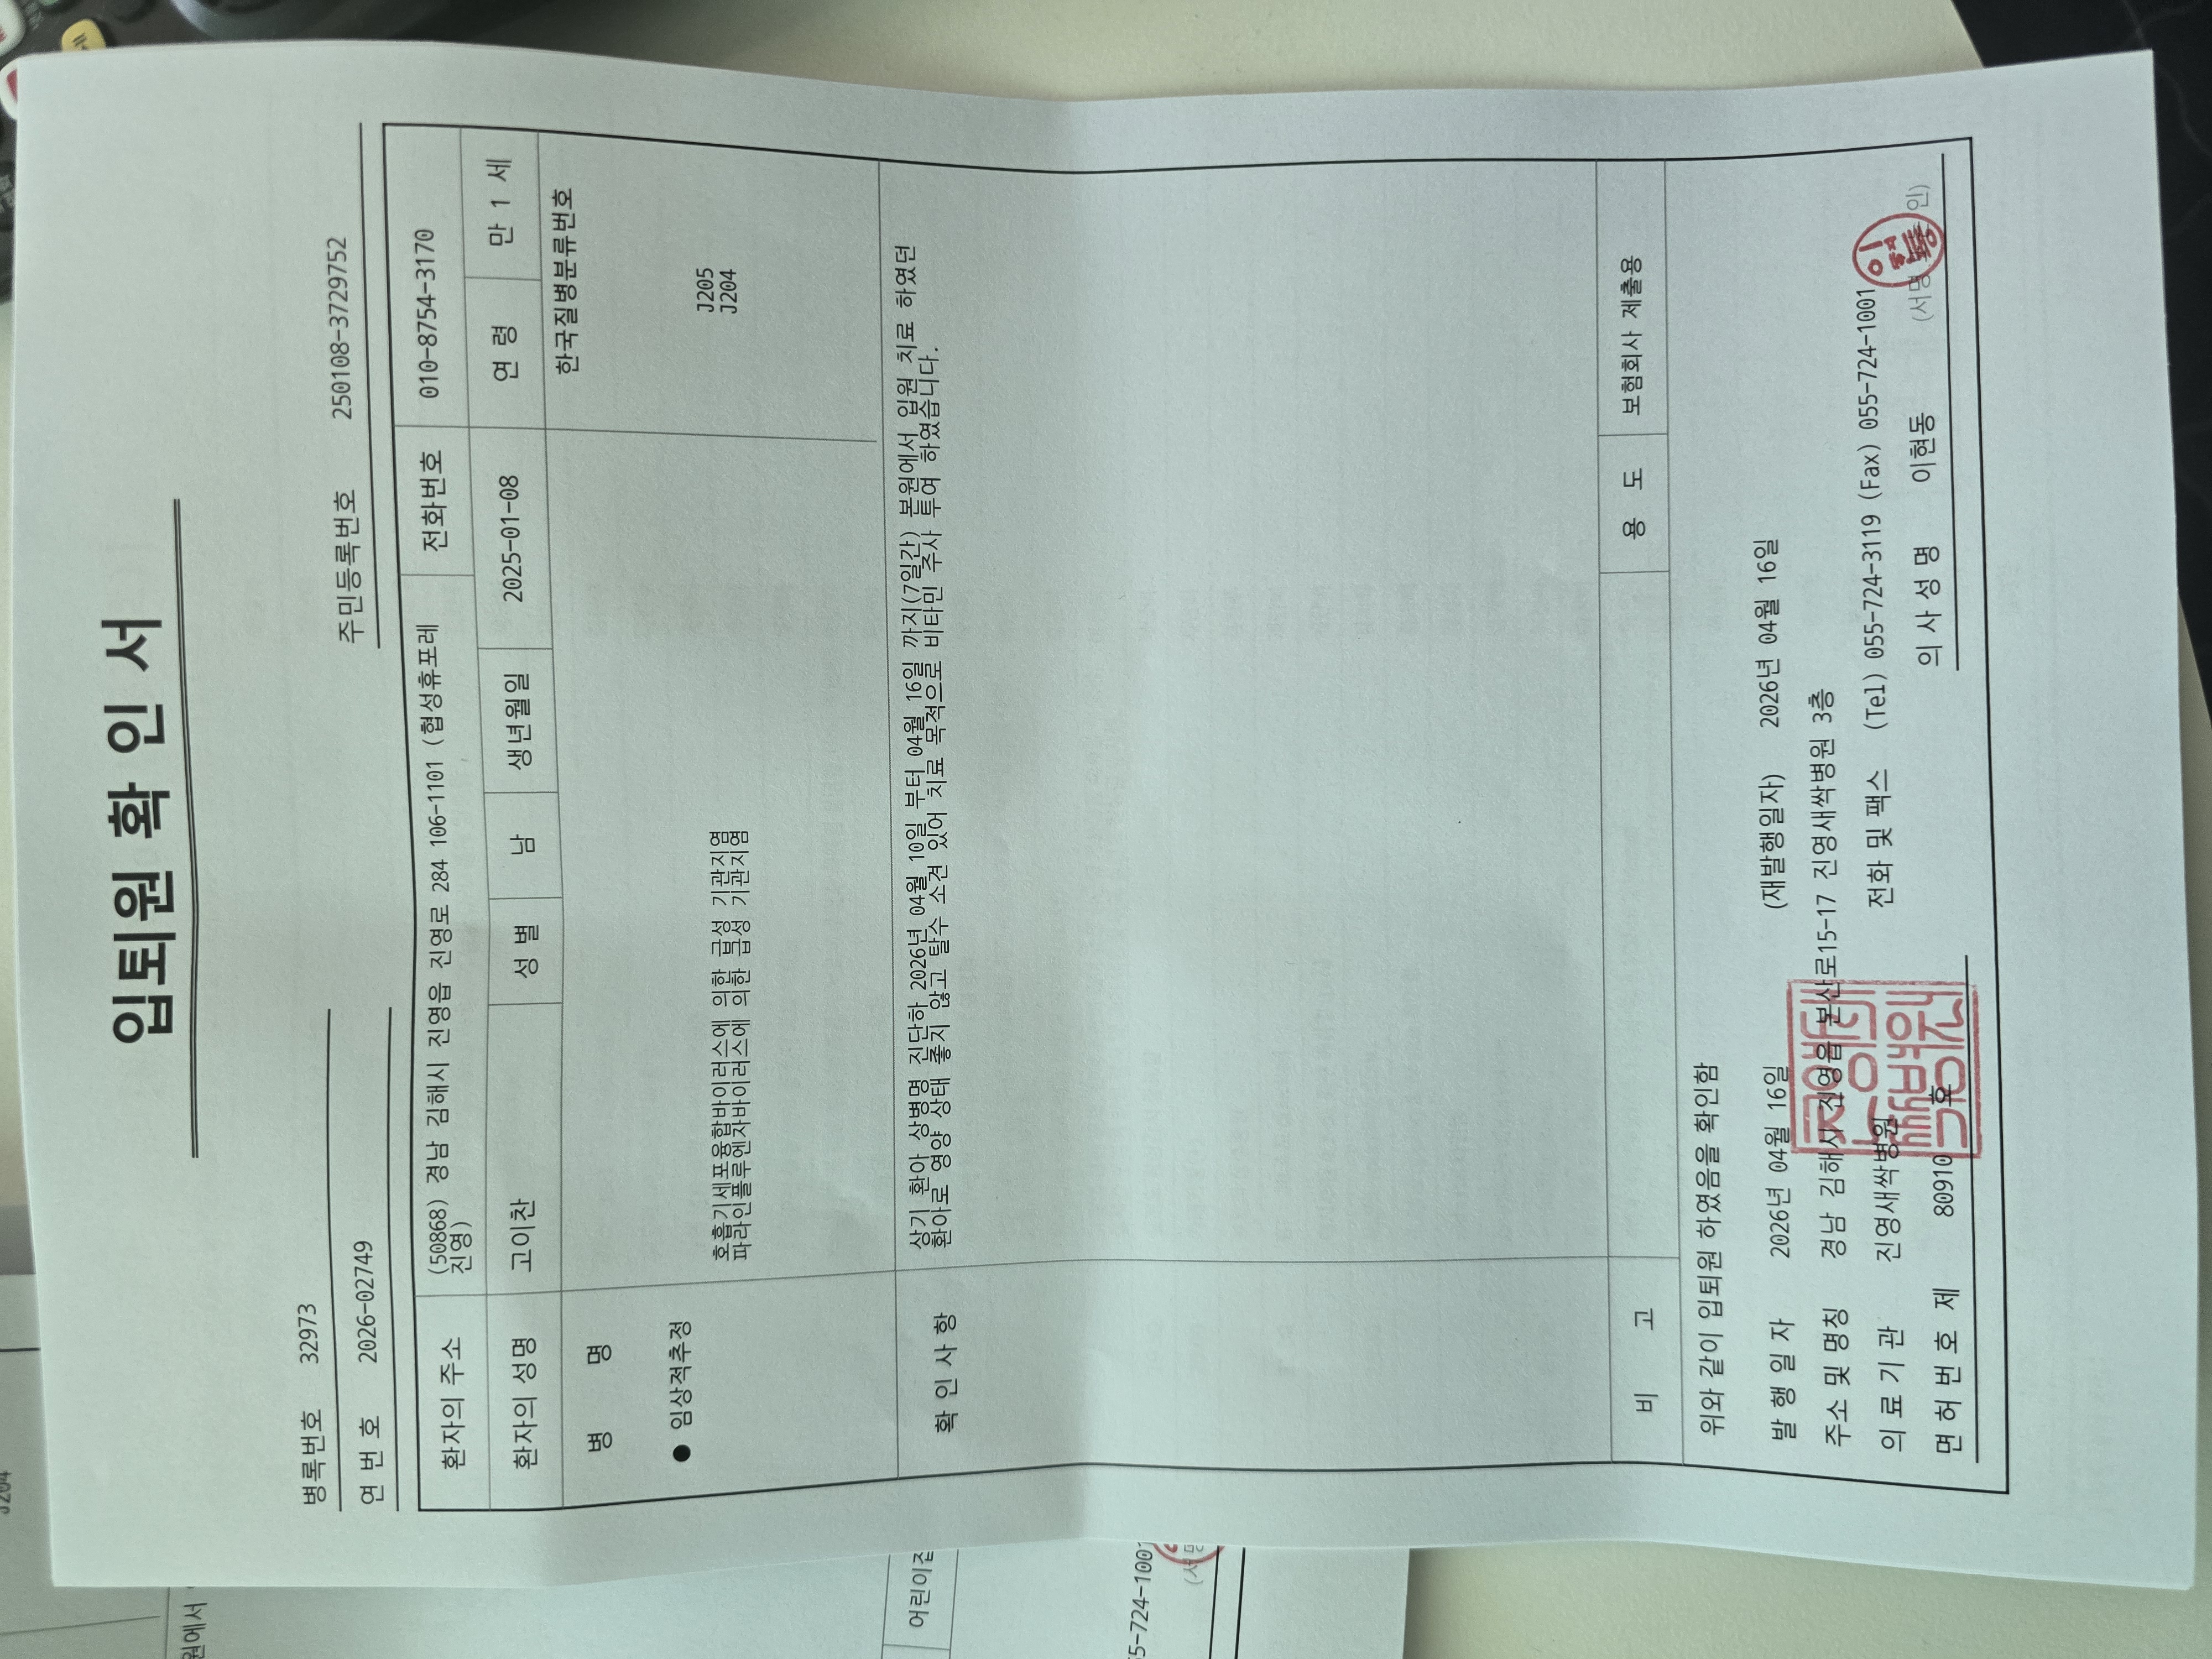 입퇴원 확인서
병록번호 32973
연번호 2026-02749
주민등록번호 250108-3729752
환자의 주소 (50868) 경남 김해시 진영읍 진영로 284 106-1101 (협성휴포레 진영)
전화번호 010-8754-3170
환자의 성명 고이찬 성별 남 생년월일 2025-01-08 연령 만 1 세
병명
● 임상적추정
한국질병분류번호
호흡기세포융합바이러스에 의한 급성 기관지염 J205
파라인플루엔자바이러스에 의한 급성 기관지염 J204
확인사항
상기 환아 상병명 진단하 2026년 04월 10일 부터 04월 16일 까지(7일간) 본원에서 입원 치료 하였던
환아로 영양 상태 좋지 않고 탈수 소견 있어 치료 목적으로 비타민 주사 투여 하였습니다.
비고
용도 보험회사 제출용
위와 같이 입퇴원 하였음을 확인함
발행일자 2026년 04월 16일 (재발행일자) 2026년 04월 16일
주소 및 명칭 경남 김해시 진영읍 본산로15-17 진영새싹병원 3층
의료기관 진영새싹병원 전화 및 팩스 (Tel) 055-724-3119 (Fax) 055-724-1001
면허번호 제 80910 호 의사성명 이현동 (서명 인)
J204
원에서
어린이집
55-724-1001
(서명